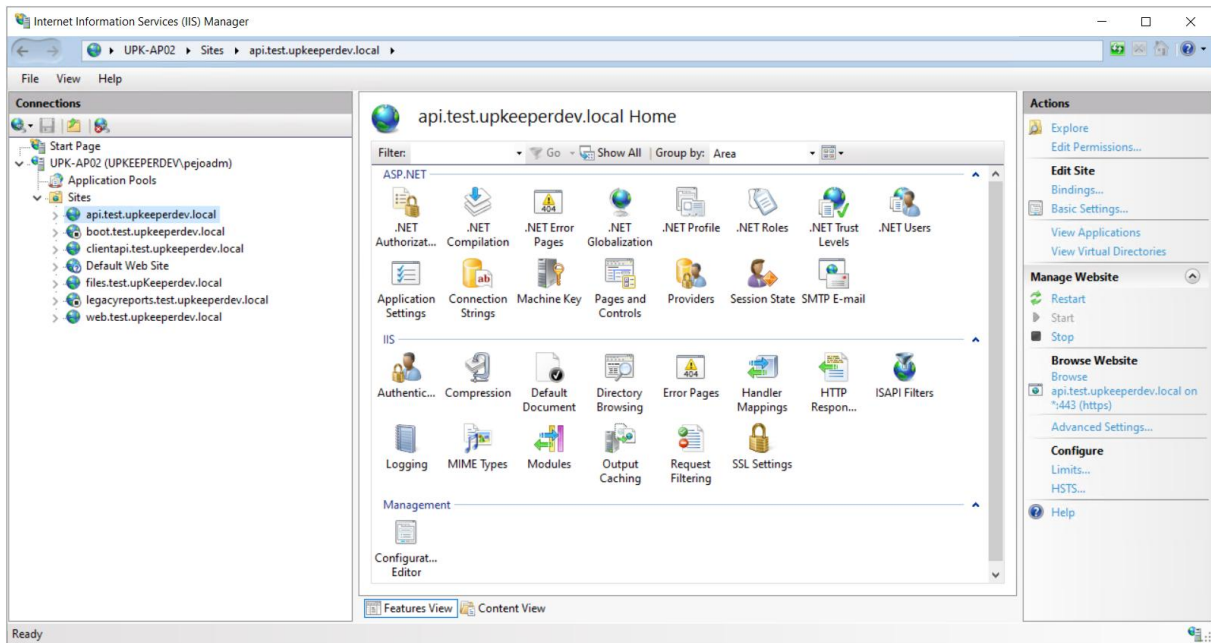 Internet Information Services (IIS) Manager
UPK-AP02 Sites api.test.upkeeperdev.local
File View Help
Connections
Start Page
UPK-AP02 (UPKEEPERDEV\pejoadm)
Application Pools
Sites
api.test.upkeeperdev.local
boot.test.upkeeperdev.local
clientapi.test.upkeeperdev.local
Default Web Site
files.test.upKeeperdev.local
legacyreports.test.upkeeperdev.local
web.test.upkeeperdev.local
api.test.upkeeperdev.local Home
Filter: Go Show All Group by: Area
ASP.NET
.NET Authorizat...
.NET Compilation
.NET Error Pages
.NET Globalization
.NET Profile
.NET Roles
.NET Trust Levels
.NET Users
Application Settings
Connection Strings
ab
Machine Key
Pages and Controls
Providers
Session State
SMTP E-mail
IIS
Authentic...
Compression
Default Document
Directory Browsing
404
Error Pages
Handler Mappings
HTTP Respon...
ISAPI Filters
Logging
MIME Types
Modules
Output Caching
Request Filtering
SSL Settings
Management
Configurat... Editor
Features View Content View
Actions
Explore
Edit Permissions...
Edit Site
Bindings...
Basic Settings...
View Applications
View Virtual Directories
Manage Website
Restart
Start
Stop
Browse Website
Browse
api.test.upkeeperdev.local on
*:443 (https)
Advanced Settings...
Configure
Limits...
HSTS...
Help
Ready